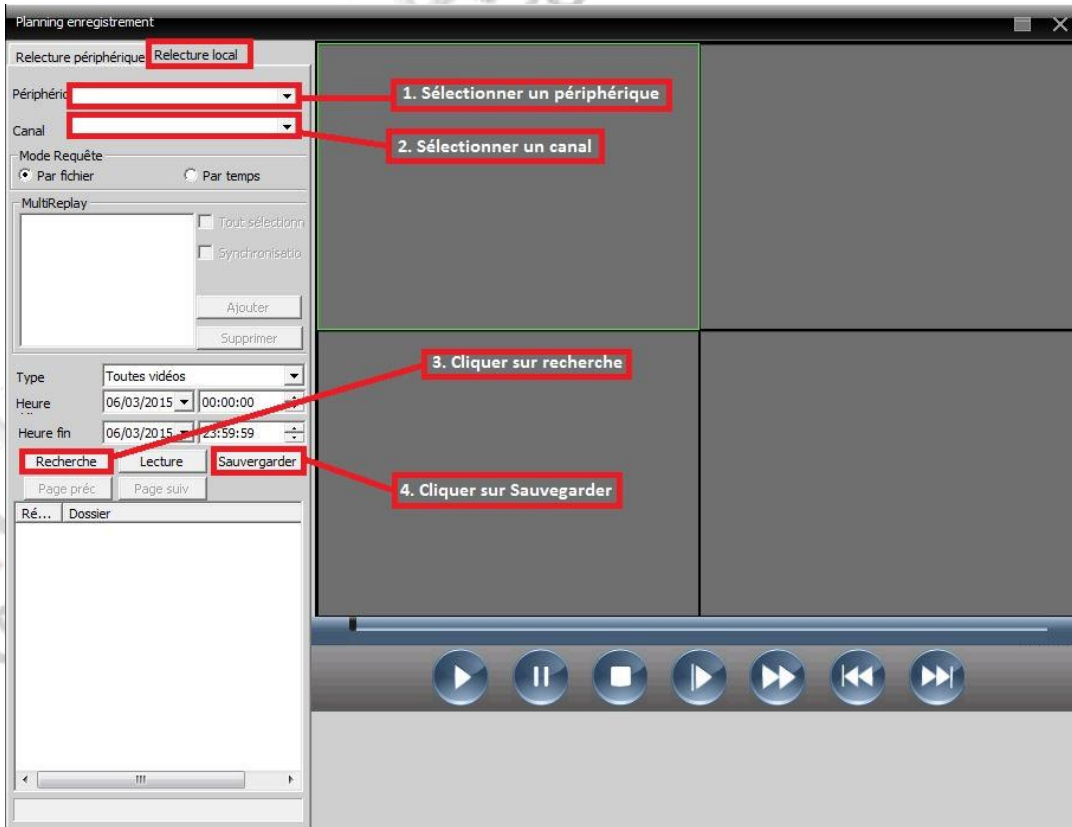 Planning enregistrement
Relecture périphérique
Relecture local
Périphéric
1. Sélectionner un périphérique
Canal
2. Sélectionner un canal
Mode Requête
Par fichier
Par temps
MultiReplay
Tout sélectionn
Synchronisatio
Ajouter
Supprimer
3. Cliquer sur recherche
Type
Toutes vidéos
Heure
06/03/2015
00:00:00
Heure fin
06/03/2015
23:59:59
Recherche
Lecture
Sauvergarder
4. Cliquer sur Sauvegarder
Page préc
Page suiv
Ré...
Dossier